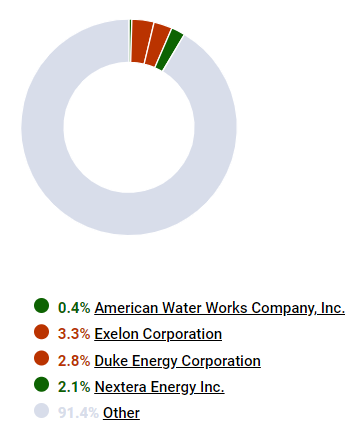 0.4% American Water Works Company, Inc.
3.3% Exelon Corporation
2.8% Duke Energy Corporation
2.1% Nextera Energy Inc.
91.4% Other